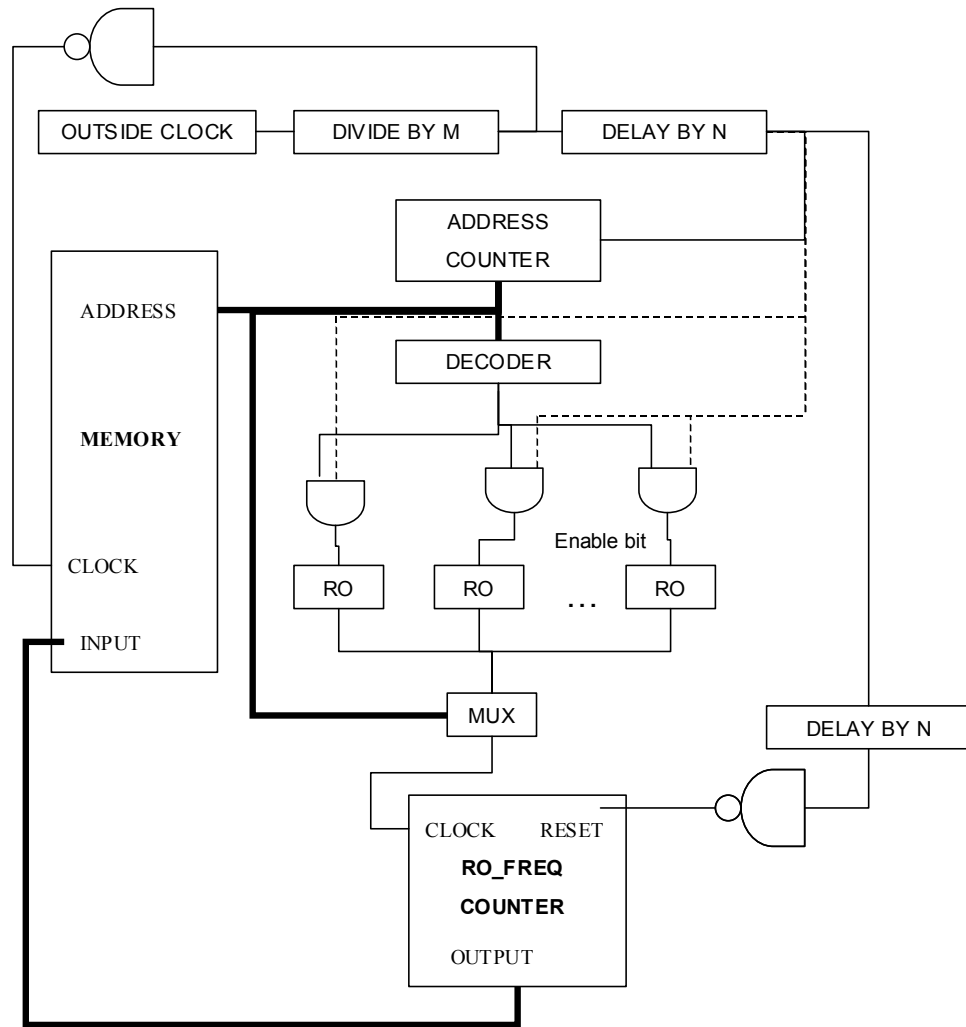 OUTSIDE CLOCK
DIVIDE BY M
DELAY BY N
ADDRESS
COUNTER
ADDRESS
DECODER
MEMORY
Enable bit
CLOCK
RO
RO
...
RO
INPUT
MUX
DELAY BY N
CLOCK
RESET
RO_FREQ
COUNTER
OUTPUT